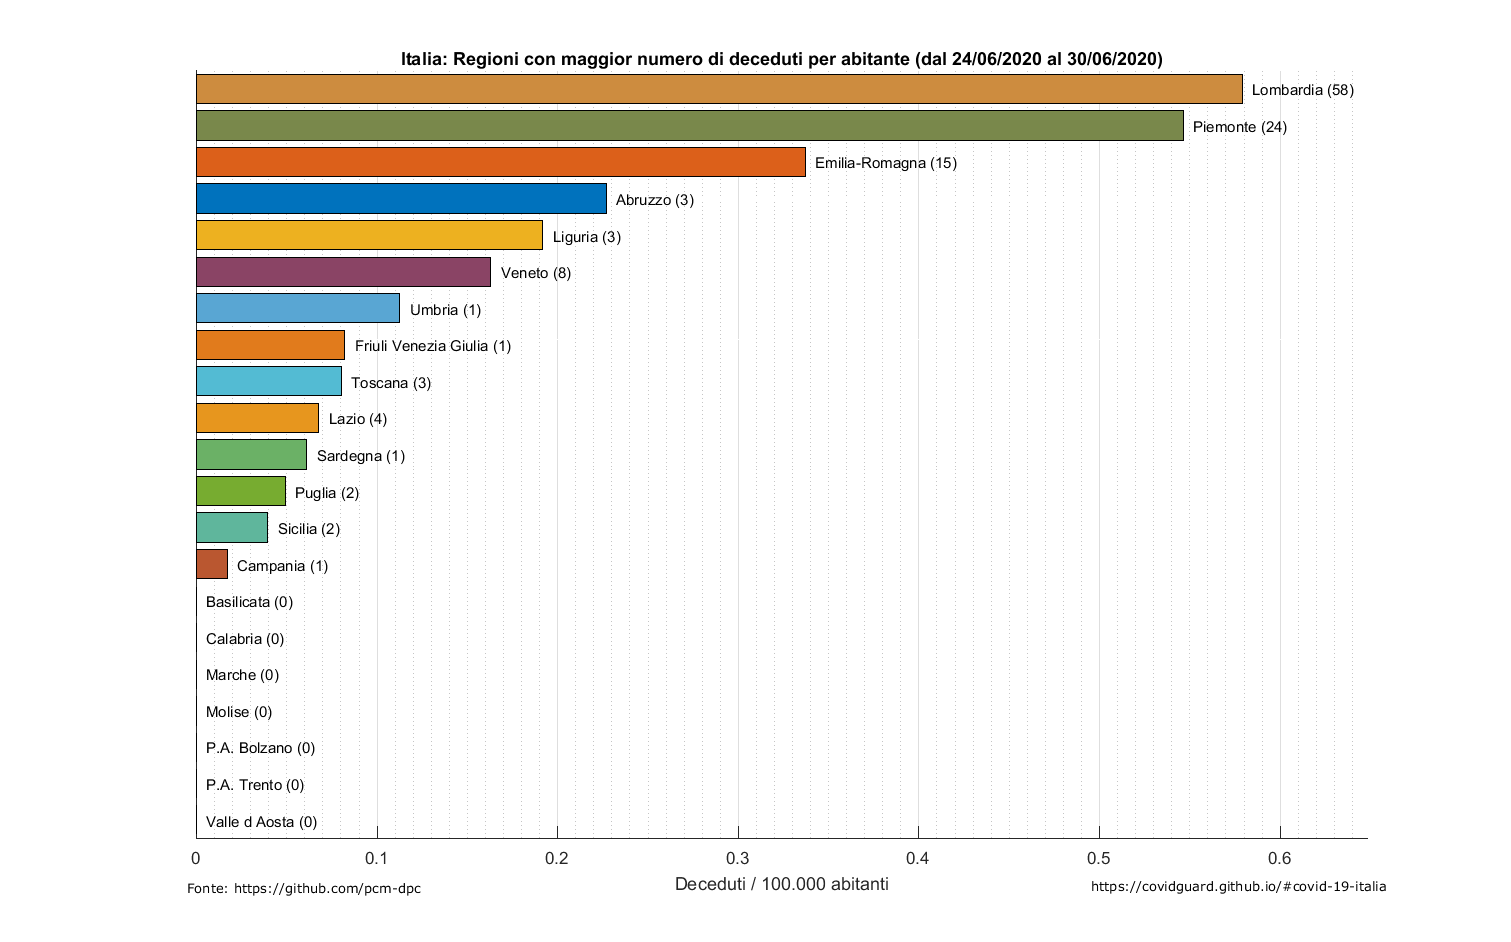 Italia: Regioni con maggior numero di deceduti per abitante (dal 24/06/2020 al 30/06/2020)
Lombardia (58)
Piemonte (24)
Emilia-Romagna (15)
Abruzzo (3)
Liguria (3)
Veneto (8)
Umbria (1)
Friuli Venezia Giulia (1)
Toscana (3)
Lazio (4)
Sardegna (1)
Puglia (2)
Sicilia (2)
Campania (1)
Basilicata (0)
Calabria (0)
Marche (0)
Molise (0)
P.A. Bolzano (0)
P.A. Trento (0)
Valle d Aosta (0)
0 0.1 0.2 0.3 0.4 0.5 0.6
Deceduti / 100.000 abitanti
Fonte: https://github.com/pcm-dpc
https://covidguard.github.io/#covid-19-italia